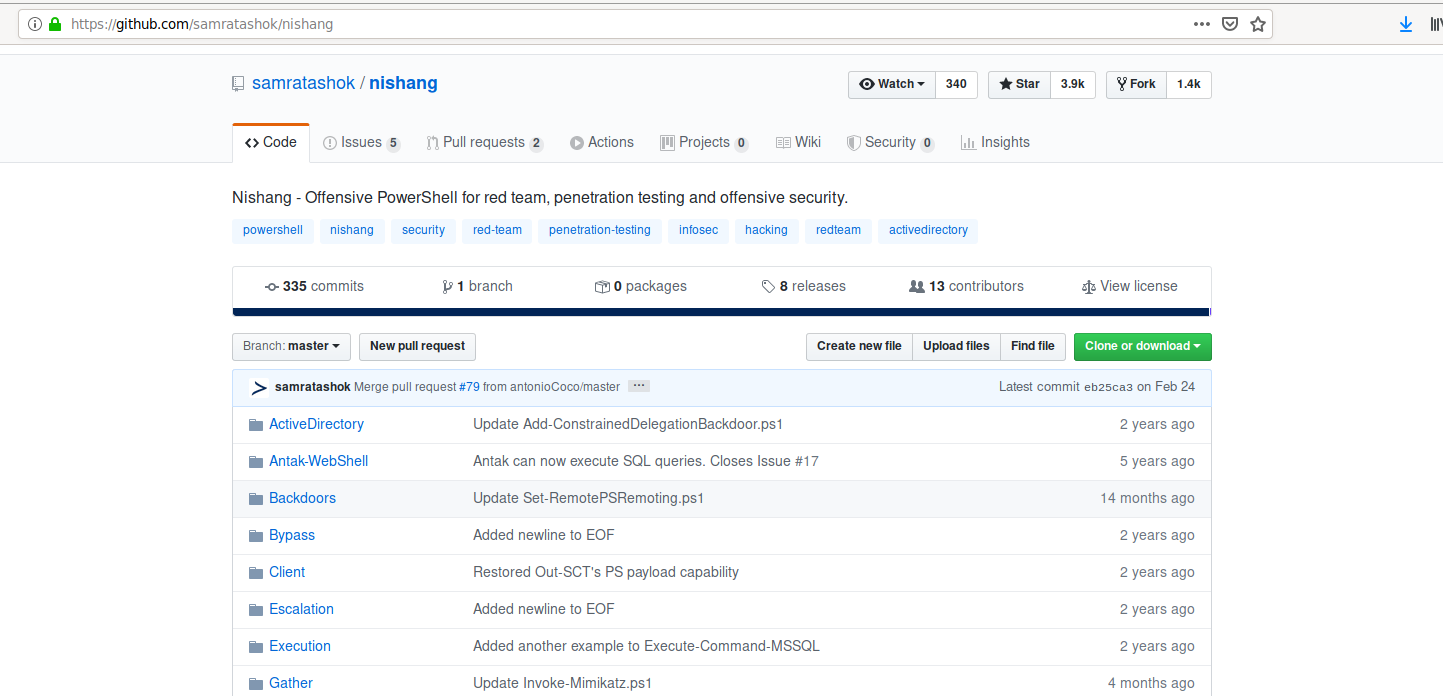 https://github.com/samratashok/nishang
samratashok / nishang
Watch 340 Star 3.9k Fork 1.4k
Code Issues 5 Pull requests 2 Actions Projects 0 Wiki Security 0 Insights
Nishang - Offensive PowerShell for red team, penetration testing and offensive security.
powershell nishang security red-team penetration-testing infosec hacking redteam activedirectory
335 commits 1 branch 0 packages 8 releases 13 contributors View license
Branch: master New pull request Create new file Upload files Find file Clone or download
samratashok Merge pull request #79 from antonioCoco/master ... Latest commit eb25ca3 on Feb 24
ActiveDirectory Update Add-ConstrainedDelegationBackdoor.ps1 2 years ago
Antak-WebShell Antak can now execute SQL queries. Closes Issue #17 5 years ago
Backdoors Update Set-RemotePSRemoting.ps1 14 months ago
Bypass Added newline to EOF 2 years ago
Client Restored Out-SCT's PS payload capability 2 years ago
Escalation Added newline to EOF 2 years ago
Execution Added another example to Execute-Command-MSSQL 2 years ago
Gather Update Invoke-Mimikatz.ps1 4 months ago